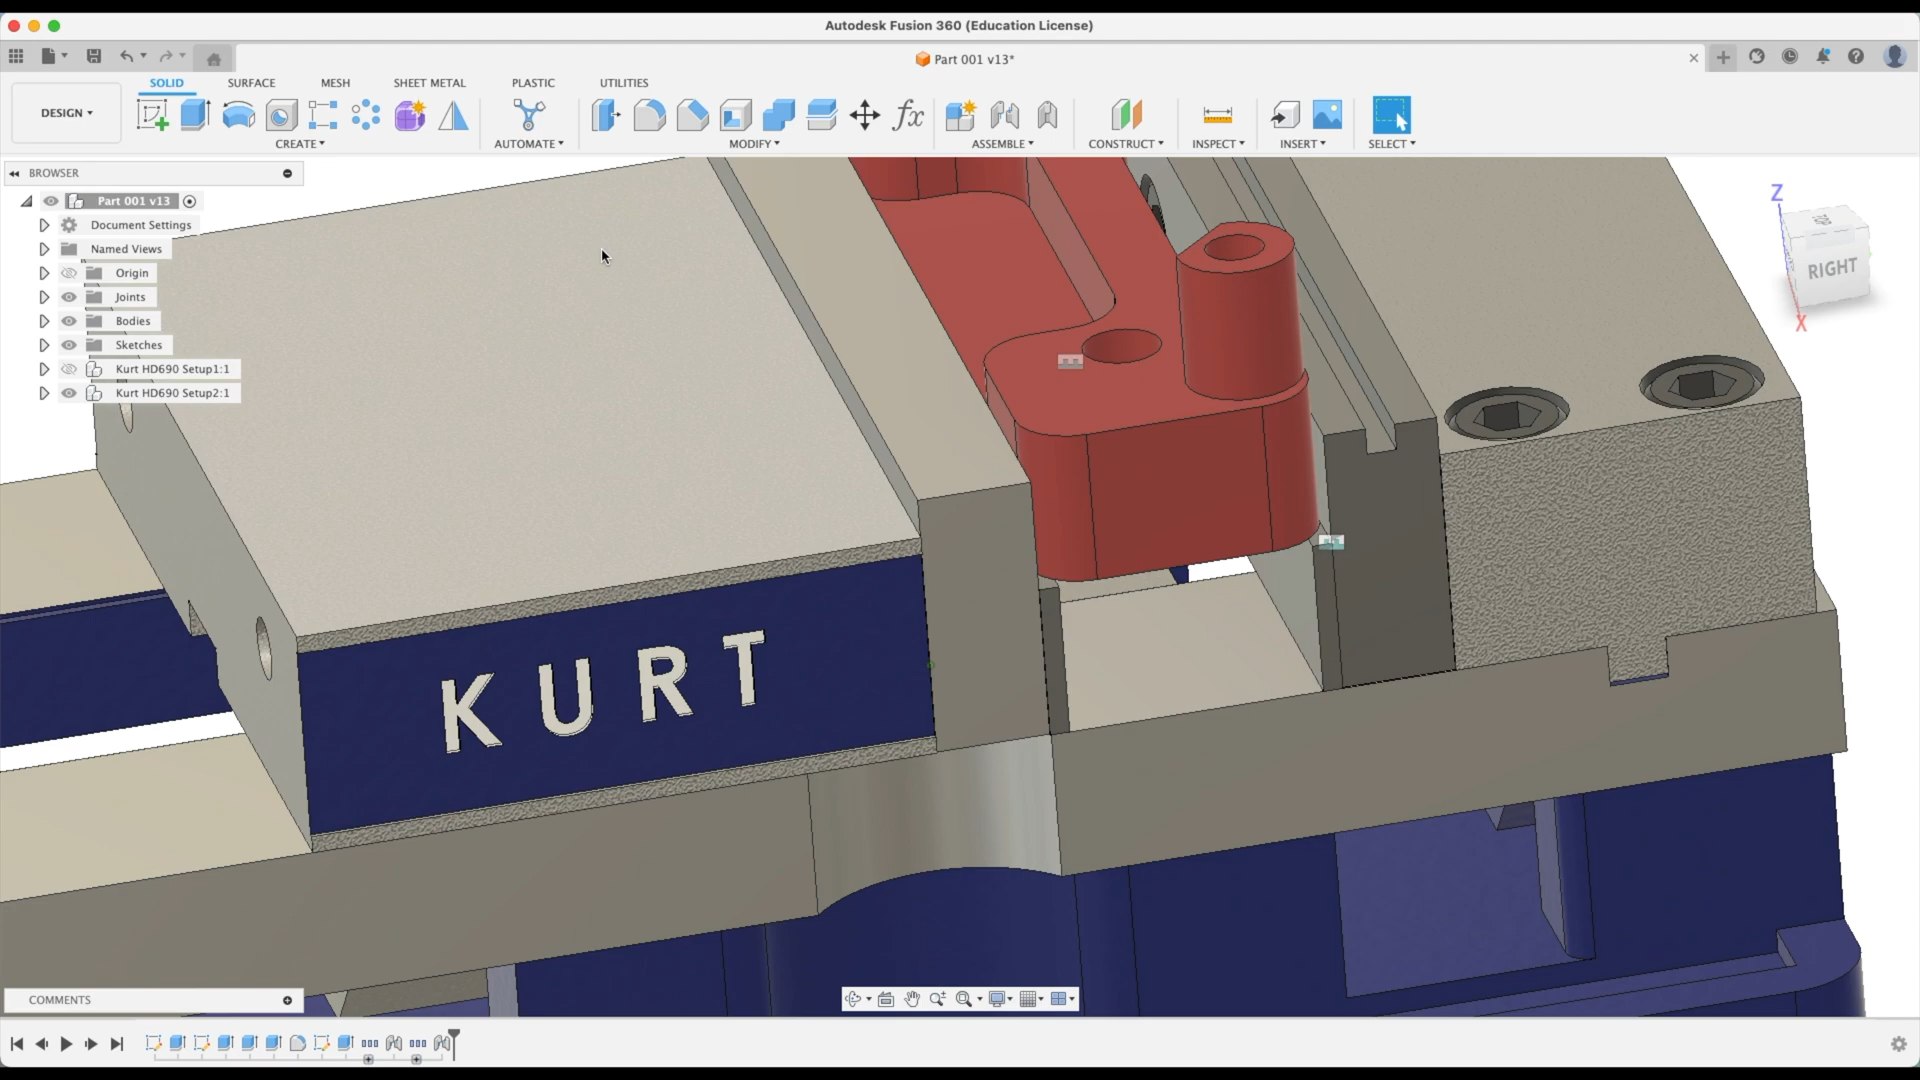 Autodesk Fusion 360 (Education License)
Part 001 v13*
DESIGN
SOLID
SURFACE
MESH
SHEET METAL
PLASTIC
UTILITIES
CREATE
AUTOMATE
MODIFY
ASSEMBLE
CONSTRUCT
INSPECT
INSERT
SELECT
BROWSER
Part 001 v13
Document Settings
Named Views
Origin
Joints
Bodies
Sketches
Kurt HD690 Setup1:1
Kurt HD690 Setup2:1
Z
TOP
RIGHT
X
KURT
COMMENTS